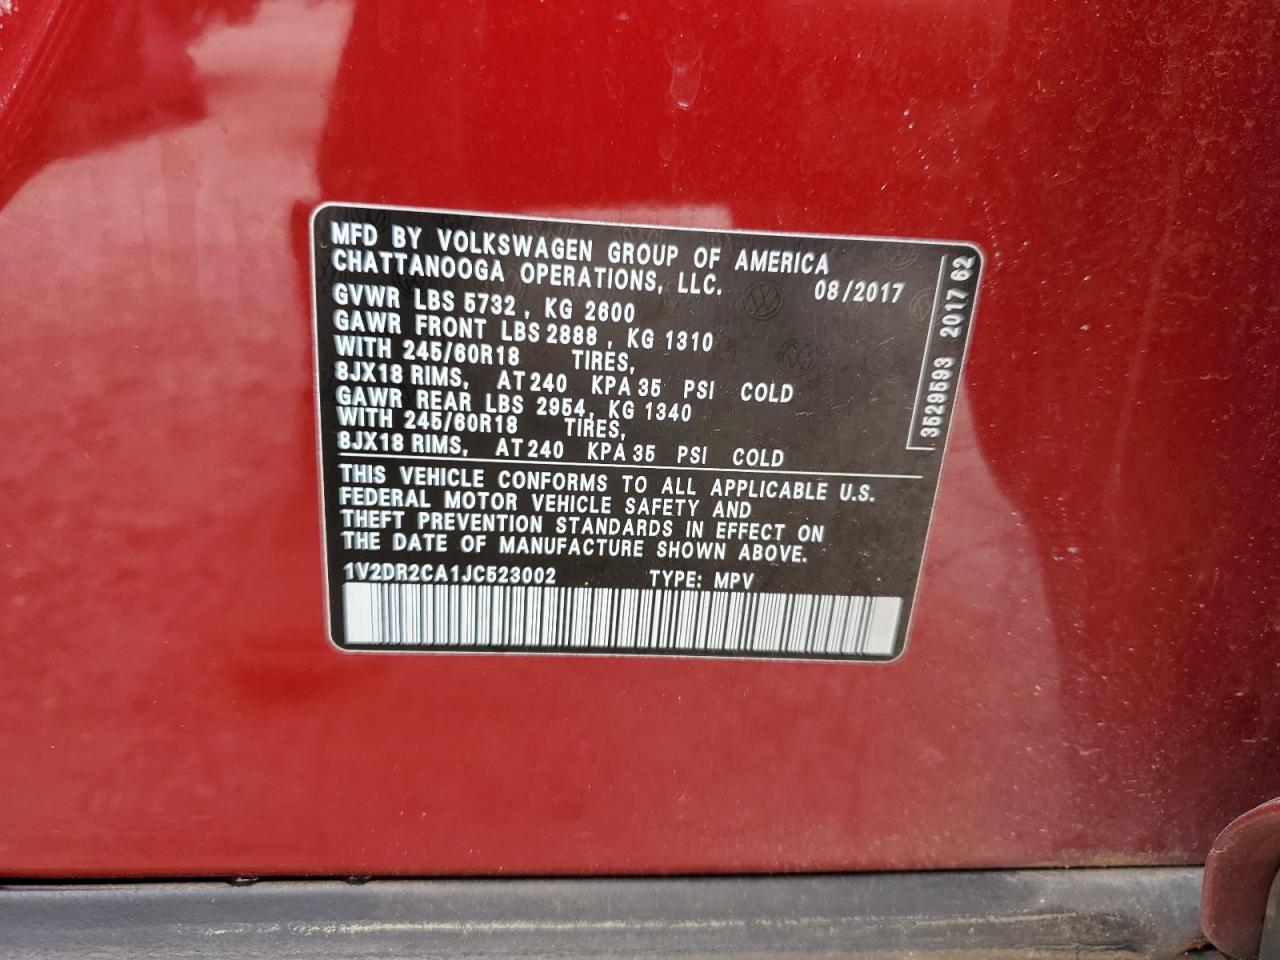 MFD BY VOLKSWAGEN GROUP OF AMERICA
CHATTANOOGA OPERATIONS, LLC. 08/2017
GVWR LBS 5732, KG 2600
GAWR FRONT LBS 2888, KG 1310
WITH 245/60R18 TIRES,
8JX18 RIMS, AT 240 KPA 35 PSI COLD
GAWR REAR LBS 2954, KG 1340
WITH 245/60R18 TIRES,
8JX18 RIMS, AT 240 KPA 35 PSI COLD
THIS VEHICLE CONFORMS TO ALL APPLICABLE U.S.
FEDERAL MOTOR VEHICLE SAFETY AND
THEFT PREVENTION STANDARDS IN EFFECT ON
THE DATE OF MANUFACTURE SHOWN ABOVE.
1V2DR2CA1JC523002 TYPE: MPV
3529593 2017 62